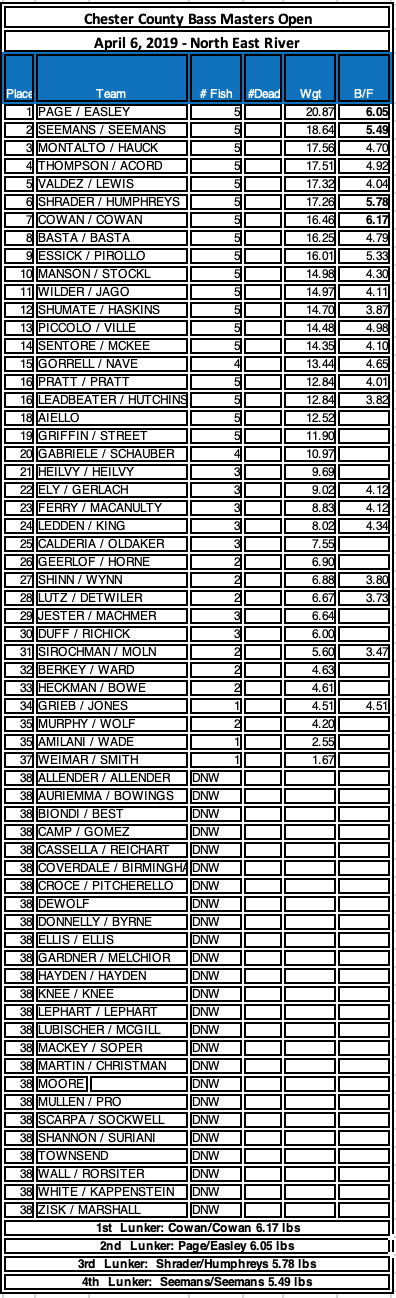 Chester County Bass Masters Open
April 6, 2019 - North East River
Place Team # Fish #Dead Wgt B/F
1 PAGE / EASLEY 5 20.87 6.05
2 SEEMANS / SEEMANS 5 18.64 5.49
3 MONTALTO / HAUCK 5 17.56 4.70
4 THOMPSON / ACORD 5 17.51 4.92
5 VALDEZ / LEWIS 5 17.32 4.04
6 SHRADER / HUMPHREYS 5 17.26 5.78
7 COWAN / COWAN 5 16.46 6.17
8 BASTA / BASTA 5 16.25 4.79
9 ESSICK / PIROLLO 5 16.01 5.33
10 MANSON / STOCKL 5 14.98 4.30
11 WILDER / JAGO 5 14.97 4.11
12 SHUMATE / HASKINS 5 14.70 3.87
13 PICCOLO / VILLE 5 14.48 4.98
14 SENTORE / MCKEE 5 14.35 4.10
15 GORRELL / NAVE 4 13.44 4.65
16 PRATT / PRATT 5 12.84 4.01
16 LEADBEATER / HUTCHINS 5 12.84 3.82
18 AIELLO 5 12.52
19 GRIFFIN / STREET 5 11.90
20 GABRIELE / SCHAUBER 4 10.97
21 HEILVY / HEILVY 3 9.69
22 ELY / GERLACH 3 9.02 4.12
23 FERRY / MACANULTY 3 8.83 4.12
24 LEDDEN / KING 3 8.02 4.34
25 CALDERIA / OLDAKER 3 7.55
26 GEERLOF / HORNE 2 6.90
27 SHINN / WYNN 2 6.88 3.80
28 LUTZ / DETWILER 2 6.67 3.73
29 JESTER / MACHMER 3 6.64
30 DUFF / RICHICK 3 6.00
31 SIROCHMAN / MOLN 2 5.60 3.47
32 BERKEY / WARD 2 4.63
33 HECKMAN / BOWE 2 4.61
34 GRIEB / JONES 1 4.51 4.51
35 MURPHY / WOLF 2 4.20
35 AMILANI / WADE 1 2.55
37 WEIMAR / SMITH 1 1.67
38 ALLENDER / ALLENDER DNW
38 AURIEMMA / BOWINGS DNW
38 BIONDI / BEST DNW
38 CAMP / GOMEZ DNW
38 CASSELLA / REICHART DNW
38 COVERDALE / BIRMINGHA DNW
38 CROCE / PITCHERELLO DNW
38 DEWOLF DNW
38 DONNELLY / BYRNE DNW
38 ELLIS / ELLIS DNW
38 GARDNER / MELCHIOR DNW
38 HAYDEN / HAYDEN DNW
38 KNEE / KNEE DNW
38 LEPHART / LEPHART DNW
38 LUBISCHER / MCGILL DNW
38 MACKEY / SOPER DNW
38 MARTIN / CHRISTMAN DNW
38 MOORE DNW
38 MULLEN / PRO DNW
38 SCARPA / SOCKWELL DNW
38 SHANNON / SURIANI DNW
38 TOWNSEND DNW
38 WALL / RORSITER DNW
38 WHITE / KAPPENSTEIN DNW
38 ZISK / MARSHALL DNW
1st Lunker: Cowan/Cowan 6.17 lbs
2nd Lunker: Page/Easley 6.05 lbs
3rd Lunker: Shrader/Humphreys 5.78 lbs
4th Lunker: Seemans/Seemans 5.49 lbs